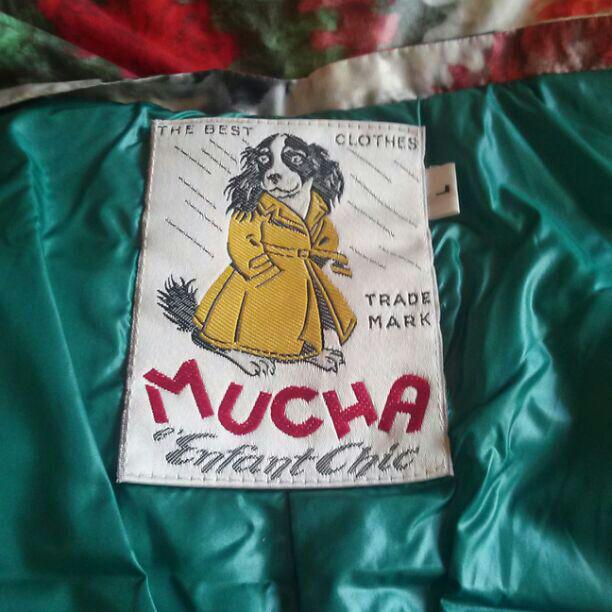 THE BEST CLOTHES
L
TRADE
MARK
MUCHA
d'Enfant Chic